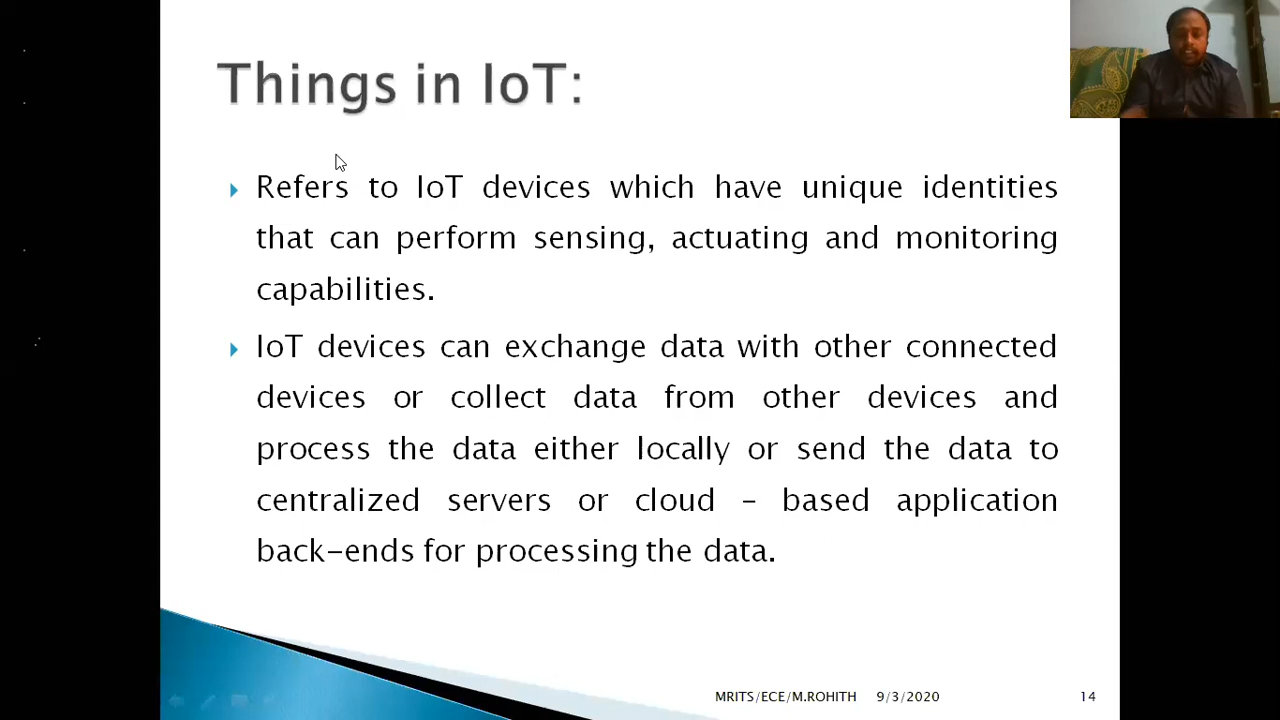 Things in IoT:
Refers to IoT devices which have unique identities
that can perform sensing, actuating and monitoring
capabilities.
IoT devices can exchange data with other connected
devices or collect data from other devices and
process the data either locally or send the data to
centralized servers or cloud – based application
back-ends for processing the data.
MRITS/ECE/M.ROHITH 9/3/2020 14